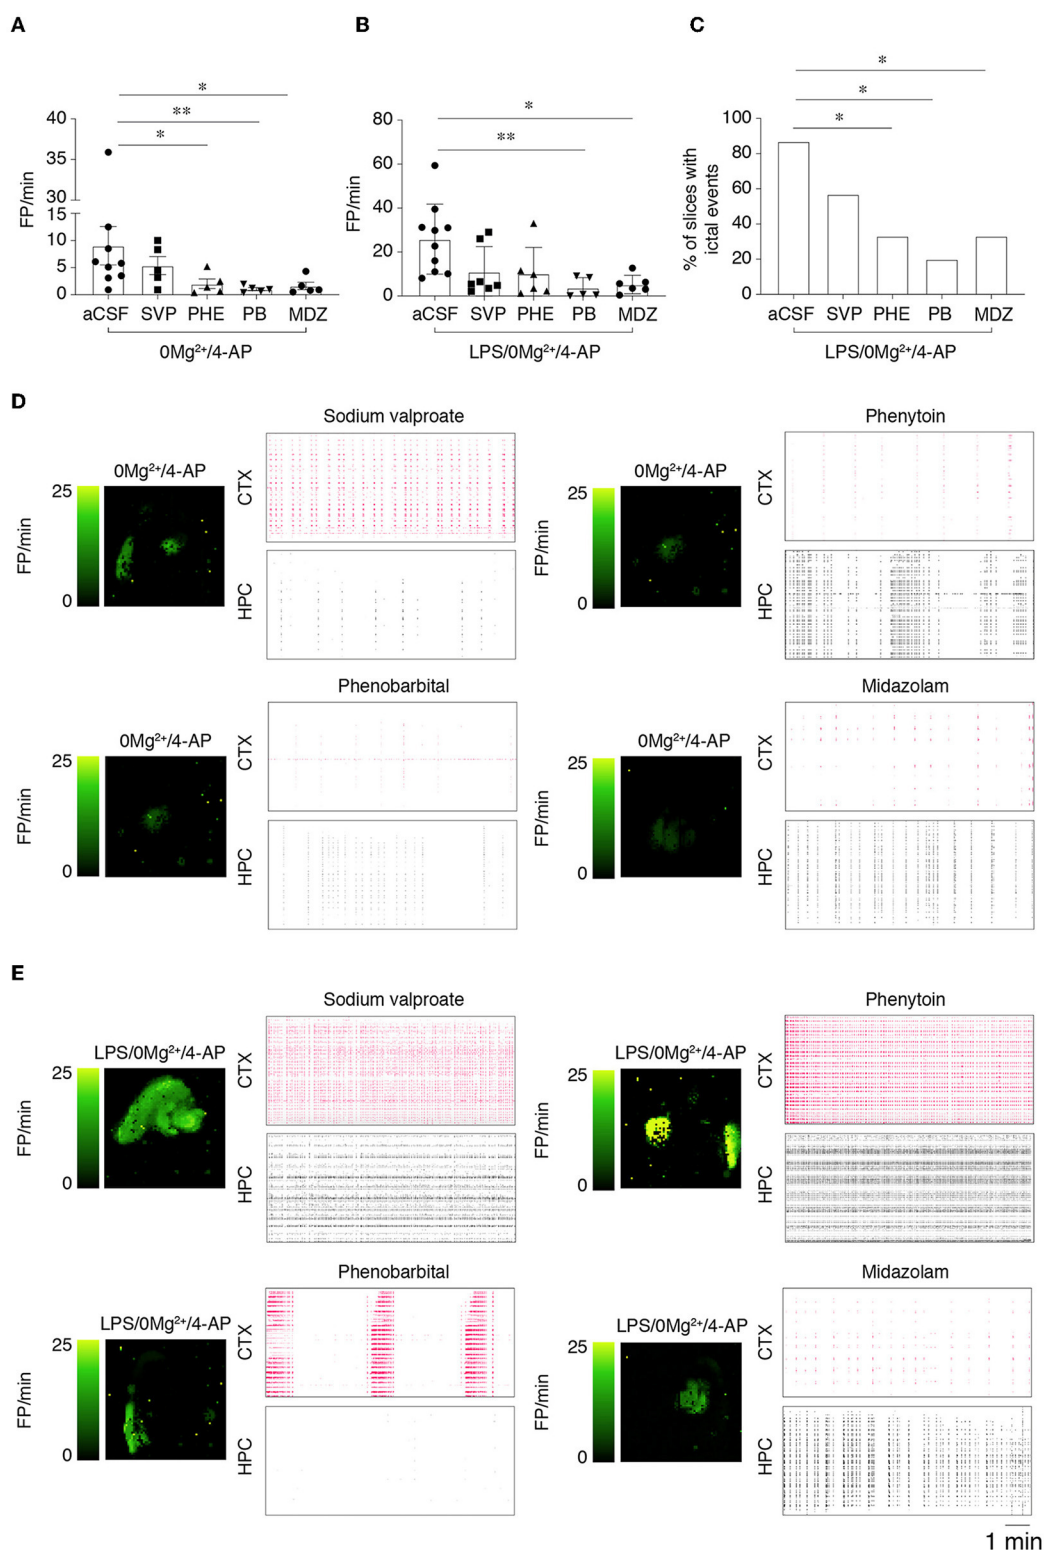 A
B
C
*
**
*
40
35
30
15
10
5
0
FP/min
aCSF SVP PHE PB MDZ
0Mg²⁺/4-AP
*
**
80
60
40
20
0
FP/min
aCSF SVP PHE PB MDZ
LPS/0Mg²⁺/4-AP
*
*
*
100
80
60
40
20
0
% of slices with
ictal events
aCSF SVP PHE PB MDZ
LPS/0Mg²⁺/4-AP
D
Sodium valproate
0Mg²⁺/4-AP
25
0
FP/min
CTX
HPC
Phenytoin
0Mg²⁺/4-AP
25
0
FP/min
CTX
HPC
Phenobarbital
0Mg²⁺/4-AP
25
0
FP/min
CTX
HPC
Midazolam
0Mg²⁺/4-AP
25
0
FP/min
CTX
HPC
E
Sodium valproate
LPS/0Mg²⁺/4-AP
25
0
FP/min
CTX
HPC
Phenytoin
LPS/0Mg²⁺/4-AP
25
0
FP/min
CTX
HPC
Phenobarbital
LPS/0Mg²⁺/4-AP
25
0
FP/min
CTX
HPC
Midazolam
LPS/0Mg²⁺/4-AP
25
0
FP/min
CTX
HPC
1 min